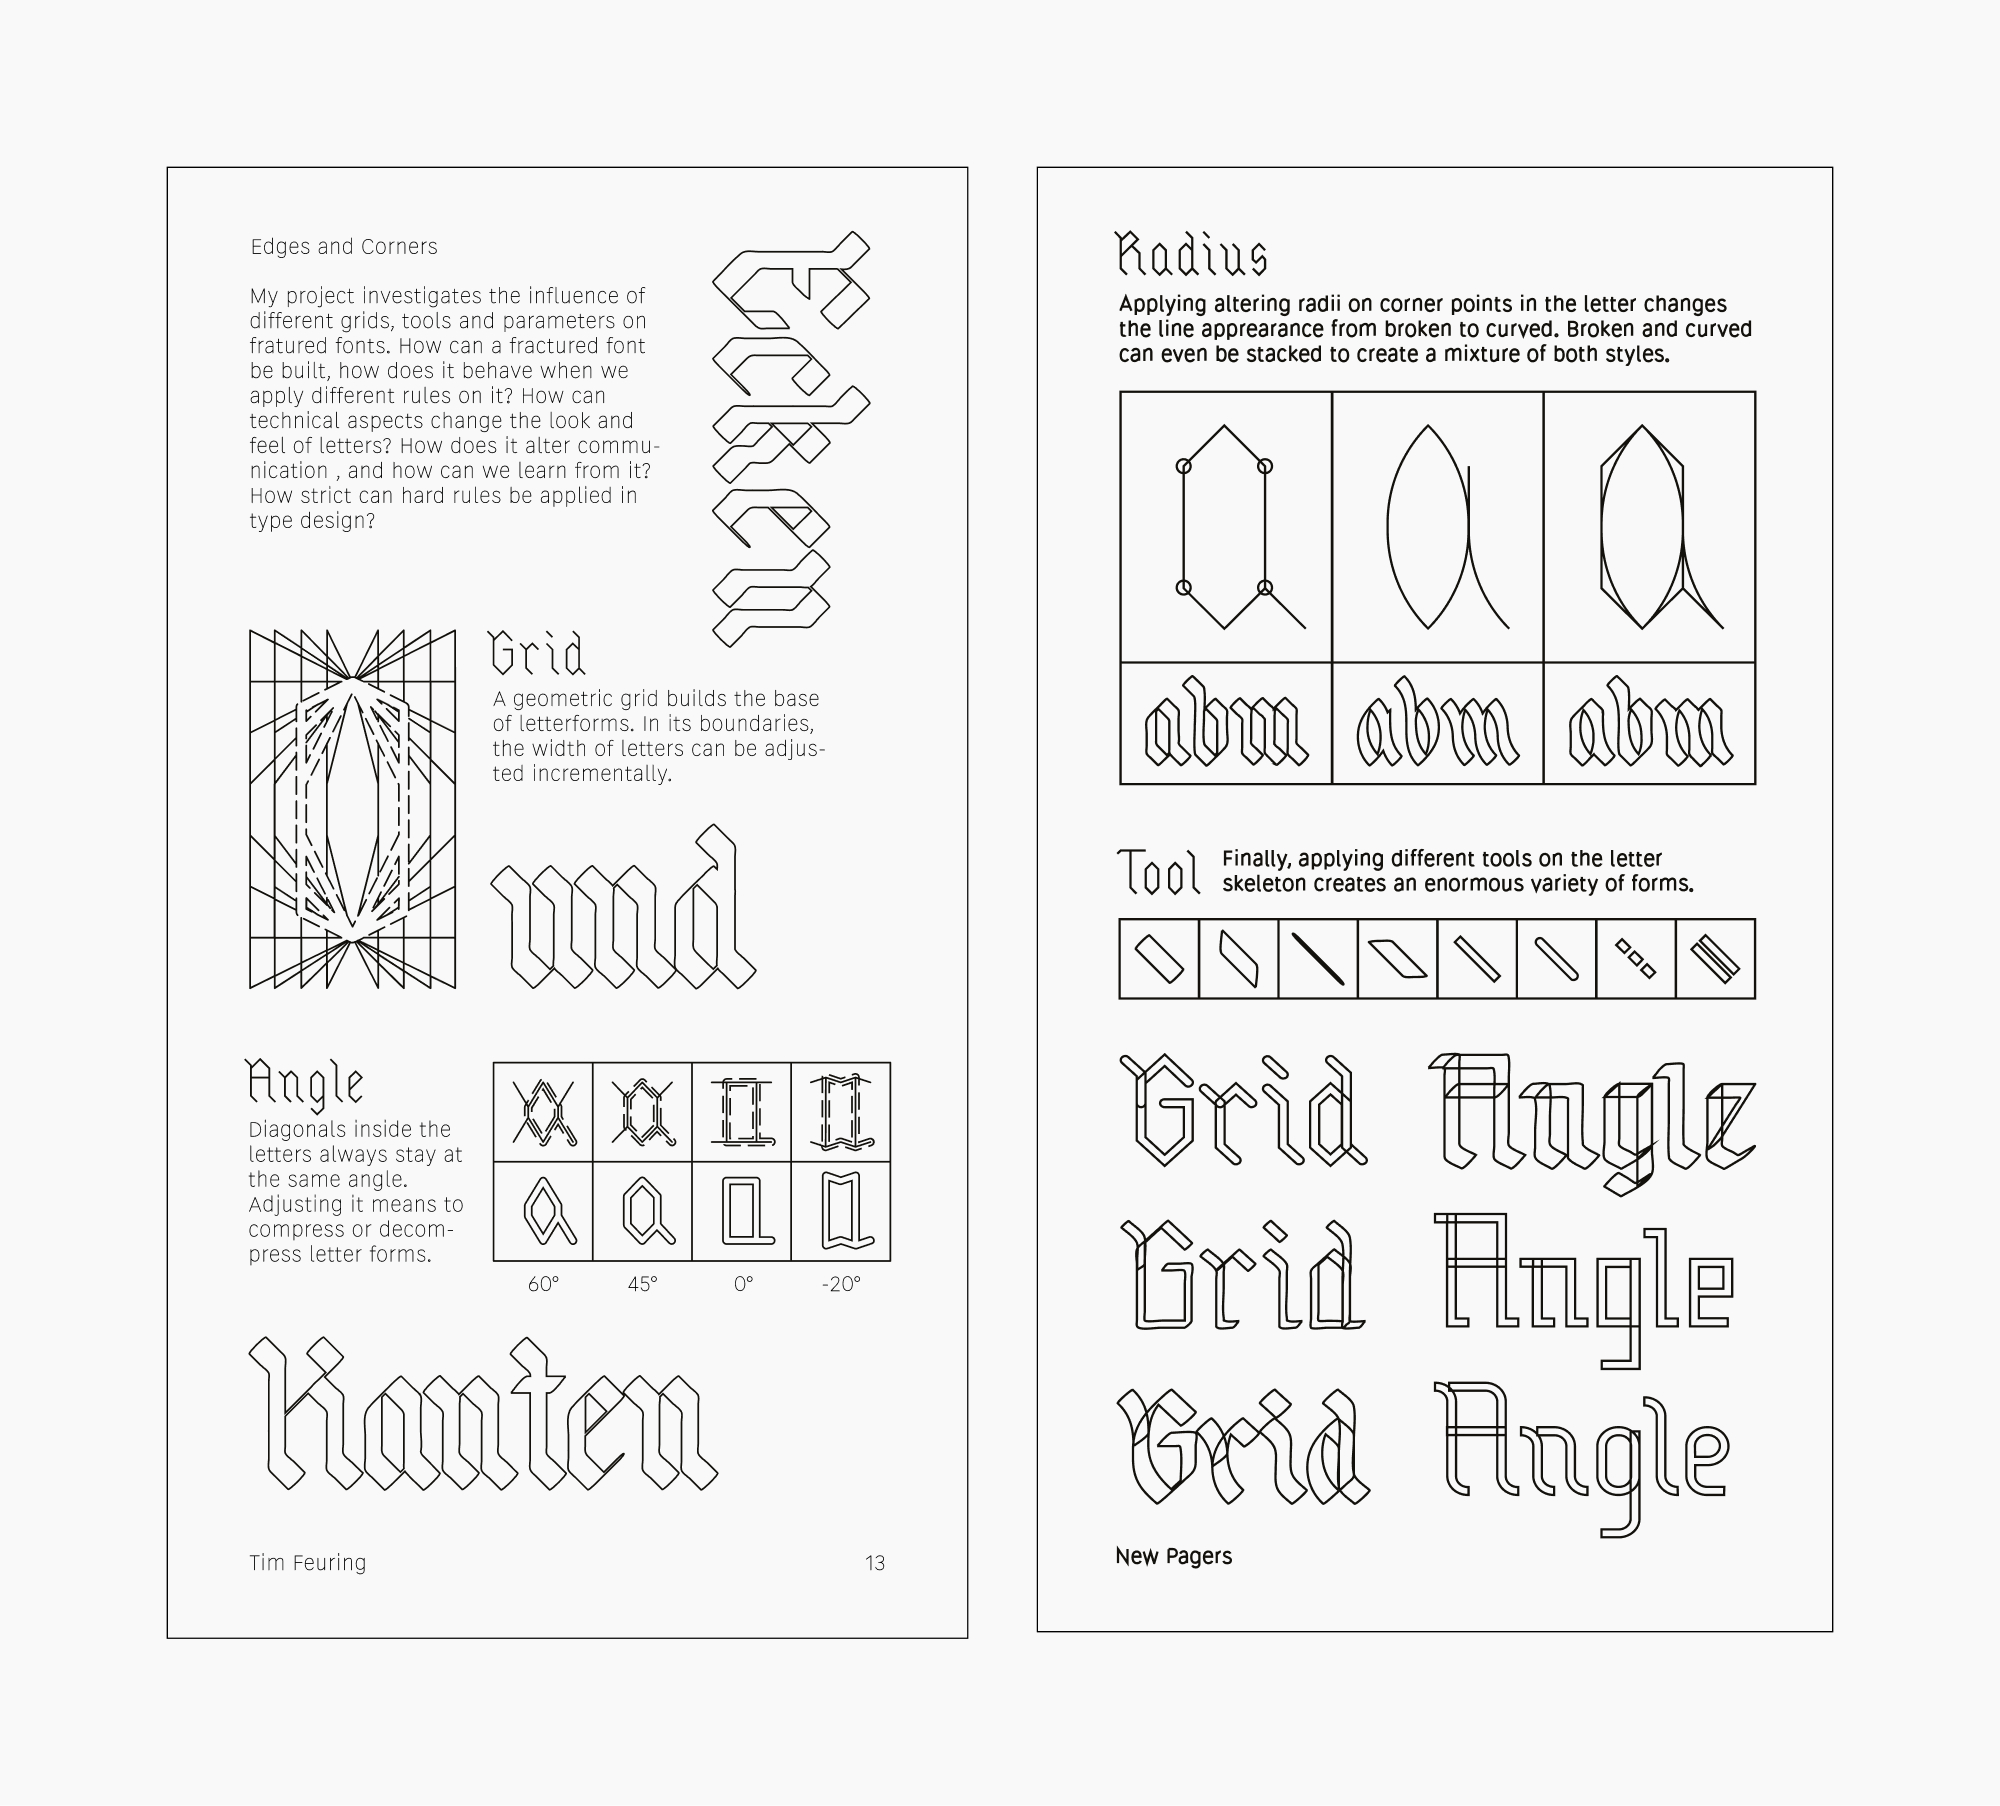 Edges and Corners
My project investigates the influence of
different grids, tools and parameters on
fratured fonts. How can a fractured font
be built, how does it behave when we
apply different rules on it? How can
technical aspects change the look and
feel of letters? How does it alter commu-
nication , and how can we learn from it?
How strict can hard rules be applied in
type design?
Ecken
Grid
A geometric grid builds the base
of letterforms. In its boundaries,
the width of letters can be adjus-
ted incrementally.
und
Angle
Diagonals inside the
letters always stay at
the same angle.
Adjusting it means to
compress or decom-
press letter forms.
a a a a
a a a a
60° 45° 0° -20°
Kanten
Tim Feuring
13
Radius
Applying altering radii on corner points in the letter changes
the line apprearance from broken to curved. Broken and curved
can even be stacked to create a mixture of both styles.
a a a
abm abm abm
Tool
Finally, applying different tools on the letter
skeleton creates an enormous variety of forms.
Grid Angle
Grid Angle
Grid Angle
New Pagers